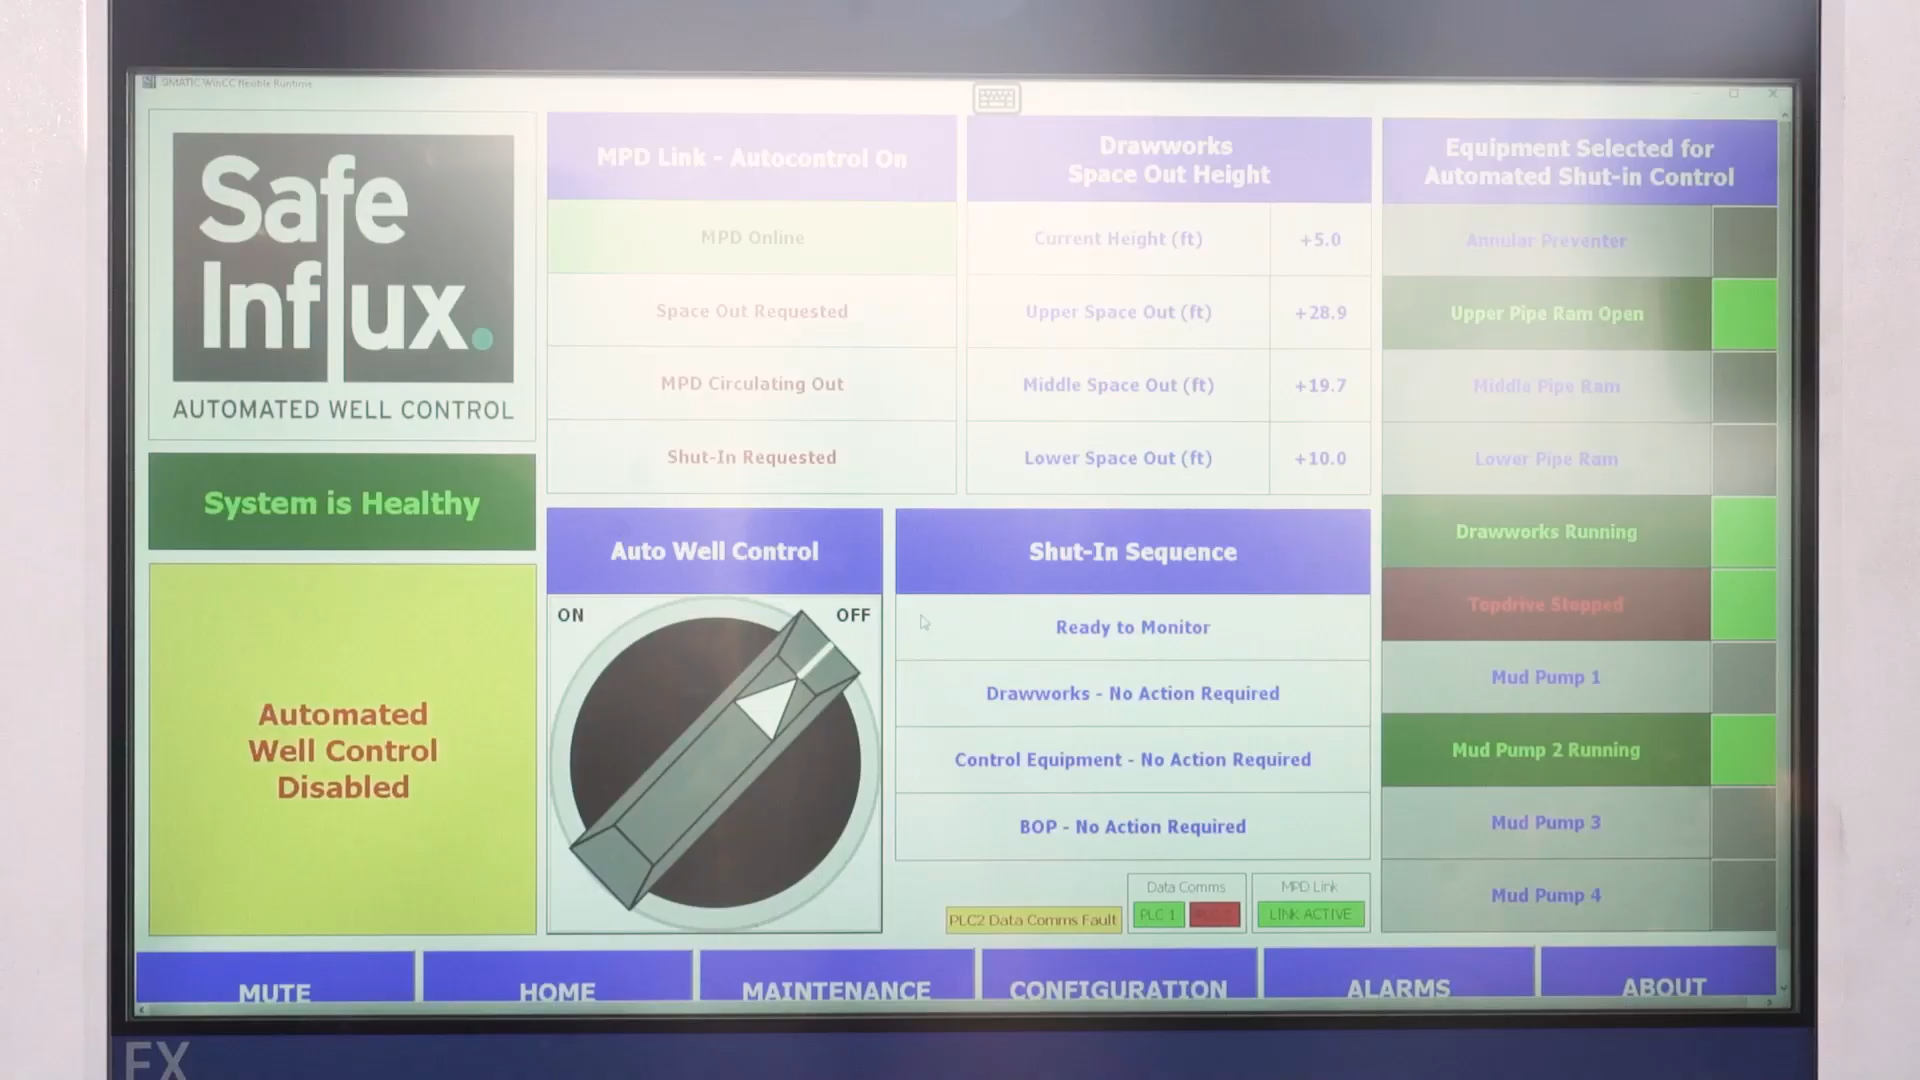 SIMATIC WinCC flexible Runtime
Safe
Influx.
AUTOMATED WELL CONTROL
System is Healthy
Automated
Well Control
Disabled
MPD Link - Autocontrol On
MPD Online
Space Out Requested
MPD Circulating Out
Shut-In Requested
Drawworks
Space Out Height
Current Height (ft) +5.0
Upper Space Out (ft) +28.9
Middle Space Out (ft) +19.7
Lower Space Out (ft) +10.0
Equipment Selected for
Automated Shut-in Control
Annular Preventer
Upper Pipe Ram Open
Middle Pipe Ram
Lower Pipe Ram
Drawworks Running
Topdrive Stopped
Mud Pump 1
Mud Pump 2 Running
Mud Pump 3
Mud Pump 4
Auto Well Control
ON OFF
Shut-In Sequence
Ready to Monitor
Drawworks - No Action Required
Control Equipment - No Action Required
BOP - No Action Required
PLC2 Data Comms Fault
Data Comms
PLC 1
MPD Link
LINK ACTIVE
MUTE HOME MAINTENANCE CONFIGURATION ALARMS ABOUT
EX